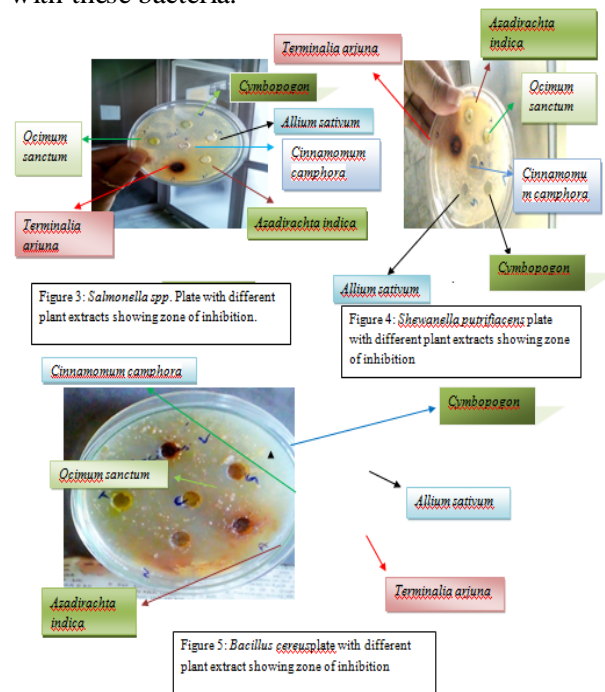 with these bacteria.
Azadirachta
indica
Terminalia arjuna
Cymbopogon
Ocimum
sanctum
Allium sativum
Ocimum
sanctum
Cinnamomum
camphora
Cinnamomu
m camphora
Terminalia
arjuna
Azadirachta indica
Cymbopogon
Allium sativum
Figure 3: Salmonella spp. Plate with different
plant extracts showing zone of inhibition.
Figure 4: Shewanella putrifiacens plate
with different plant extracts showing zone
of inhibition
Cinnamomum camphora
Cymbopogon
Ocimum sanctum
Allium sativum
Azadirachta
indica
Terminalia arjuna
Figure 5: Bacillus cereusplate with different
plant extract showing zone of inhibition